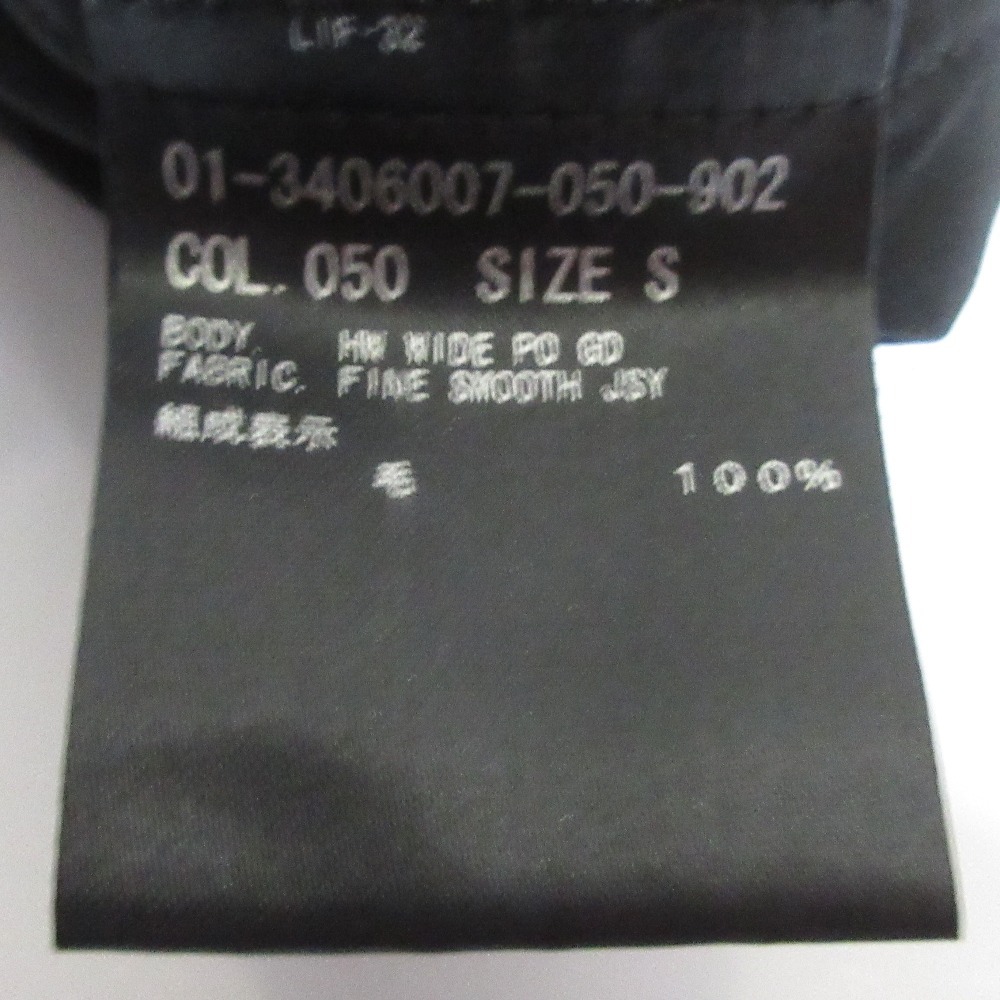 LIF-32
01-3406007-050-902
COL. 050 SIZE S
BODY. HW WIDE PO GD
FABRIC. FINE SMOOTH JSY
組成表示
毛 100%